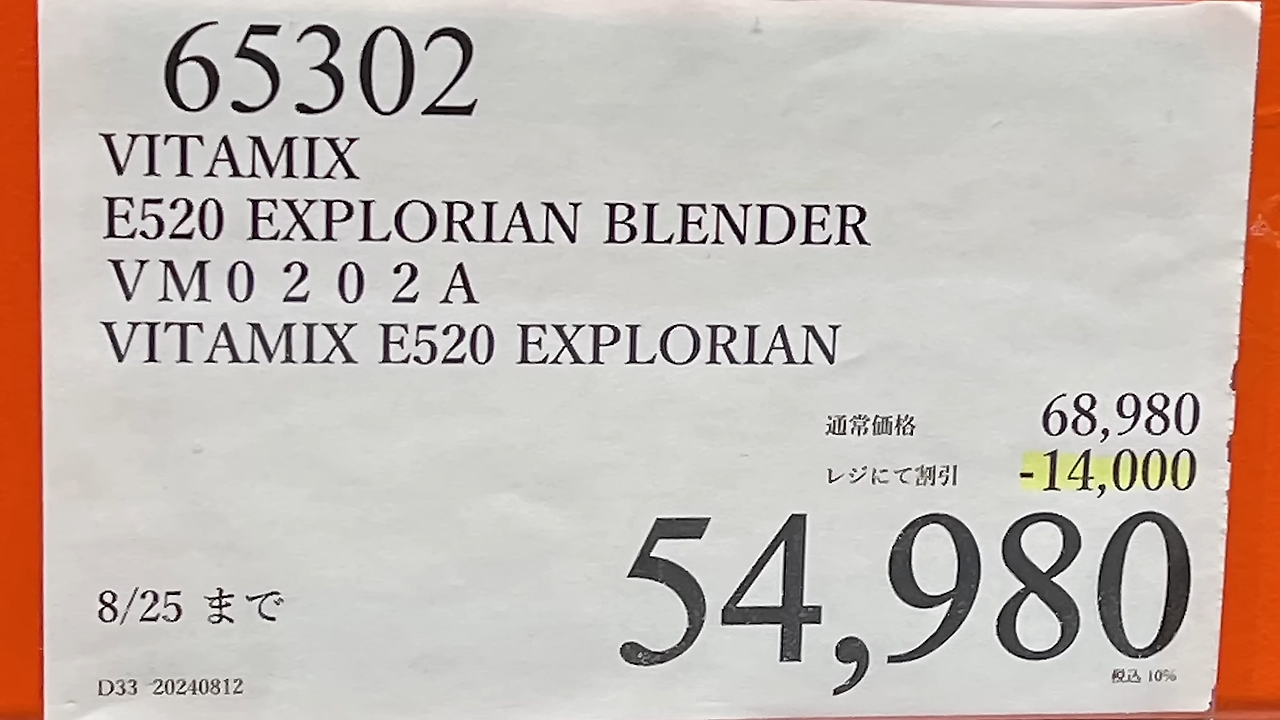 65302
VITAMIX
E520 EXPLORIAN BLENDER
VM0202A
VITAMIX E520 EXPLORIAN
通常価格 68,980
レジにて割引 -14,000
54,980
8/25 まで
税込 10%
D33 20240812